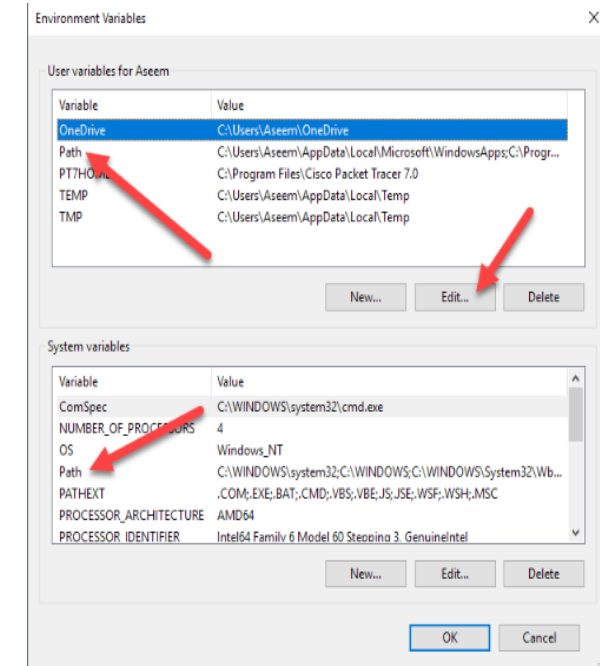 Environment Variables
User variables for Aseem
Variable Value
OneDrive C:\Users\Aseem\OneDrive
Path C:\Users\Aseem\AppData\Local\Microsoft\WindowsApps;C:\Progr...
C:\Program Files\Cisco Packet Tracer 7.0
TEMP C:\Users\Aseem\AppData\Local\Temp
TMP C:\Users\Aseem\AppData\Local\Temp
New... Edit... Delete
System variables
Variable Value
ComSpec C:\WINDOWS\system32\cmd.exe
NUMBER_OF_PROCESSORS 4
OS Windows_NT
Path C:\WINDOWS\system32;C:\WINDOWS;C:\WINDOWS\System32\Wb...
PATHEXT .COM;.EXE;.BAT;.CMD;.VBS;.VBE;.JS;.JSE;.WSF;.WSH;.MSC
PROCESSOR_ARCHITECTURE AMD64
PROCESSOR_IDENTIFIER Intel64 Family 6 Model 60 Stepping 3, GenuineIntel
New... Edit... Delete
OK Cancel